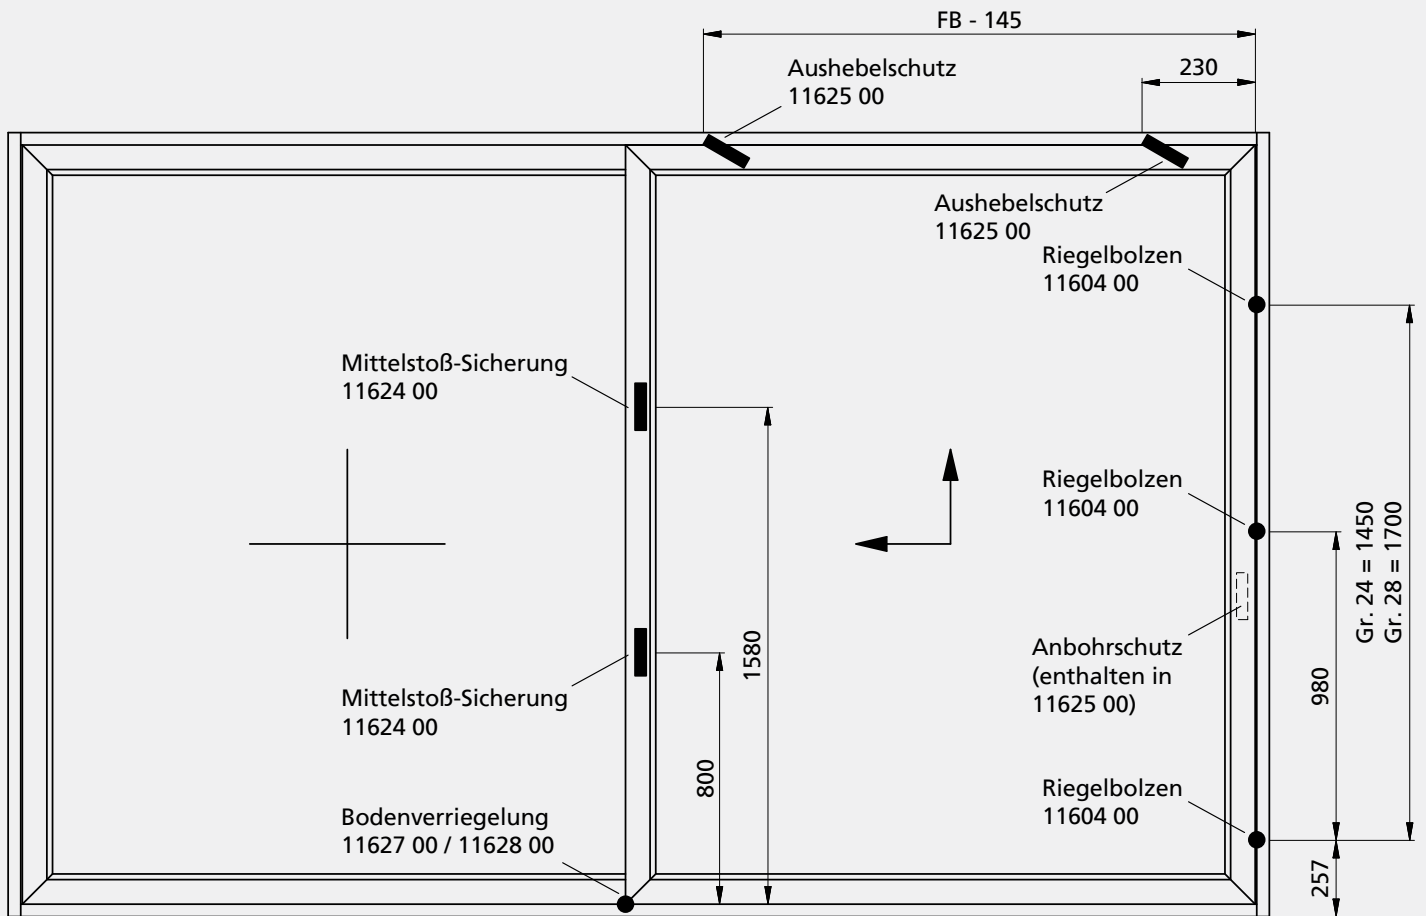 FB - 145
Aushebelschutz
11625 00
230
Aushebelschutz
11625 00
Riegelbolzen
11604 00
Mittelstoß-Sicherung
11624 00
Riegelbolzen
11604 00
Gr. 24 = 1450
Gr. 28 = 1700
1580
Anbohrschutz
(enthalten in
11625 00)
980
Mittelstoß-Sicherung
11624 00
800
Riegelbolzen
11604 00
Bodenverriegelung
11627 00 / 11628 00
257